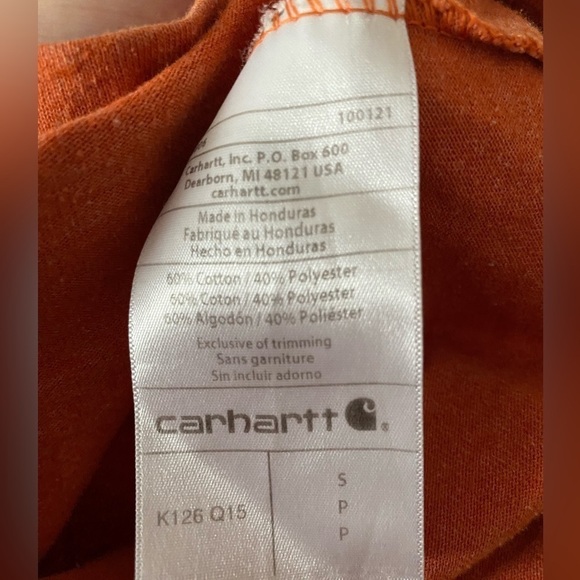 100121
Carhartt, Inc. P.O. Box 600
Dearborn, MI 48121 USA
carhartt.com
Made in Honduras
Fabriqué au Honduras
Hecho en Honduras
60% Cotton / 40% Polyester
60% Coton / 40% Polyester
60% Algodón / 40% Poliéster
Exclusive of trimming
Sans garniture
Sin incluir adorno
carhartt
S
K126 Q15 P
P